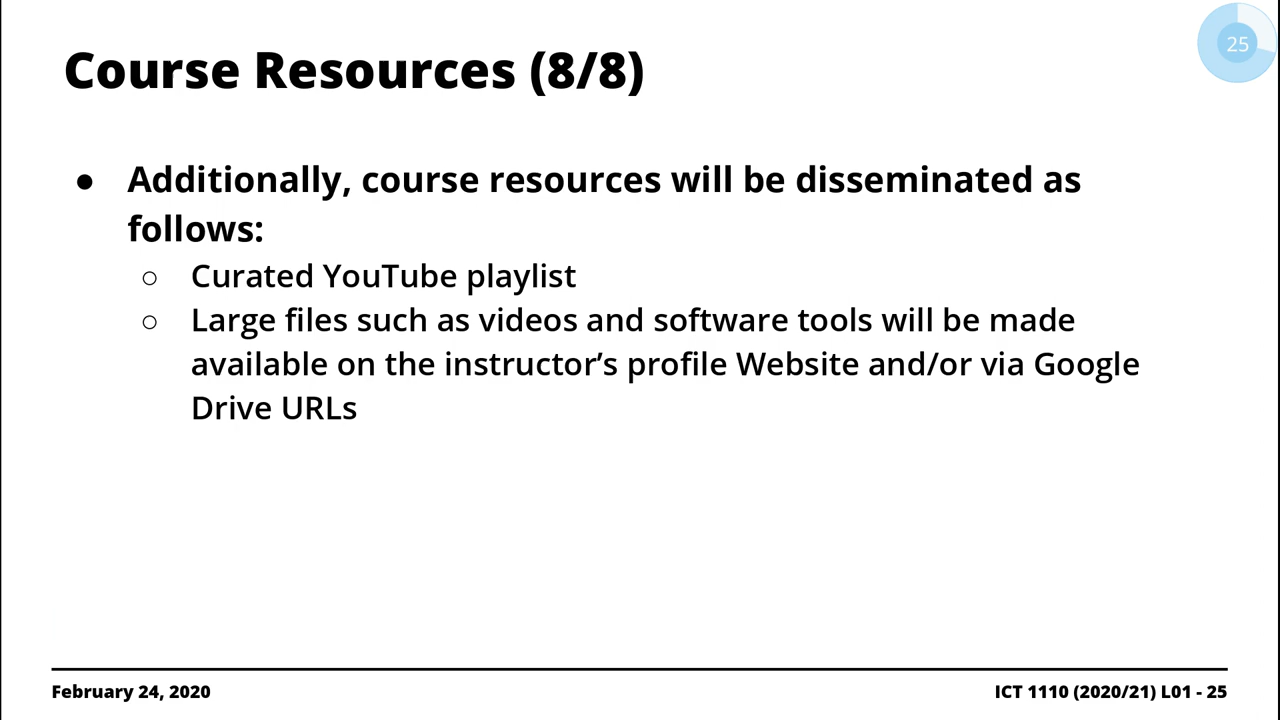 25
Course Resources (8/8)
● Additionally, course resources will be disseminated as
follows:
○ Curated YouTube playlist
○ Large files such as videos and software tools will be made
available on the instructor’s profile Website and/or via Google
Drive URLs
February 24, 2020
ICT 1110 (2020/21) L01 - 25